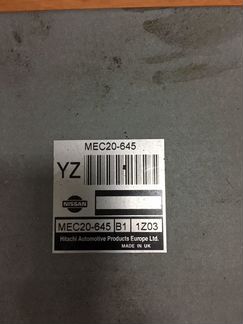 MEC20-645
YZ
NISSAN
MEC20-645 B1 1Z03
Hitachi Automotive Products Europe Ltd.
MADE IN UK